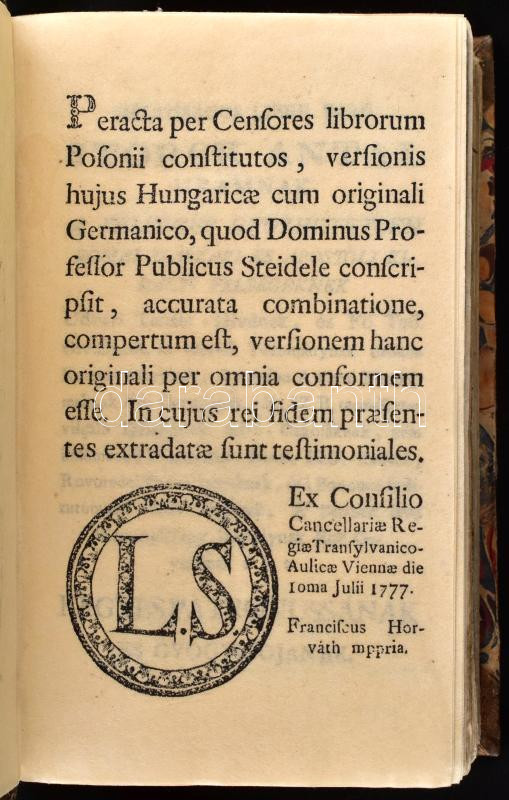 Peracta per Cenſores librorum
Poſonii conſtitutos, verſionis
hujus Hungaricæ cum originali
Germanico, quod Dominus Pro-
feſſor Publicus Steidele conſcri-
pſit, accurata combinatione,
compertum eſt, verſionem hanc
originali per omnia conformem
eſſe. In cujus rei fidem præſen-
tes extradatæ ſunt teſtimoniales.
L.S.
Ex Conſilio
Cancellariæ Re-
giæ Tranſylvanico-
Aulicæ Viennæ die
10ma Julii 1777.
Franciſcus Hor-
váth mppria.
darabanth